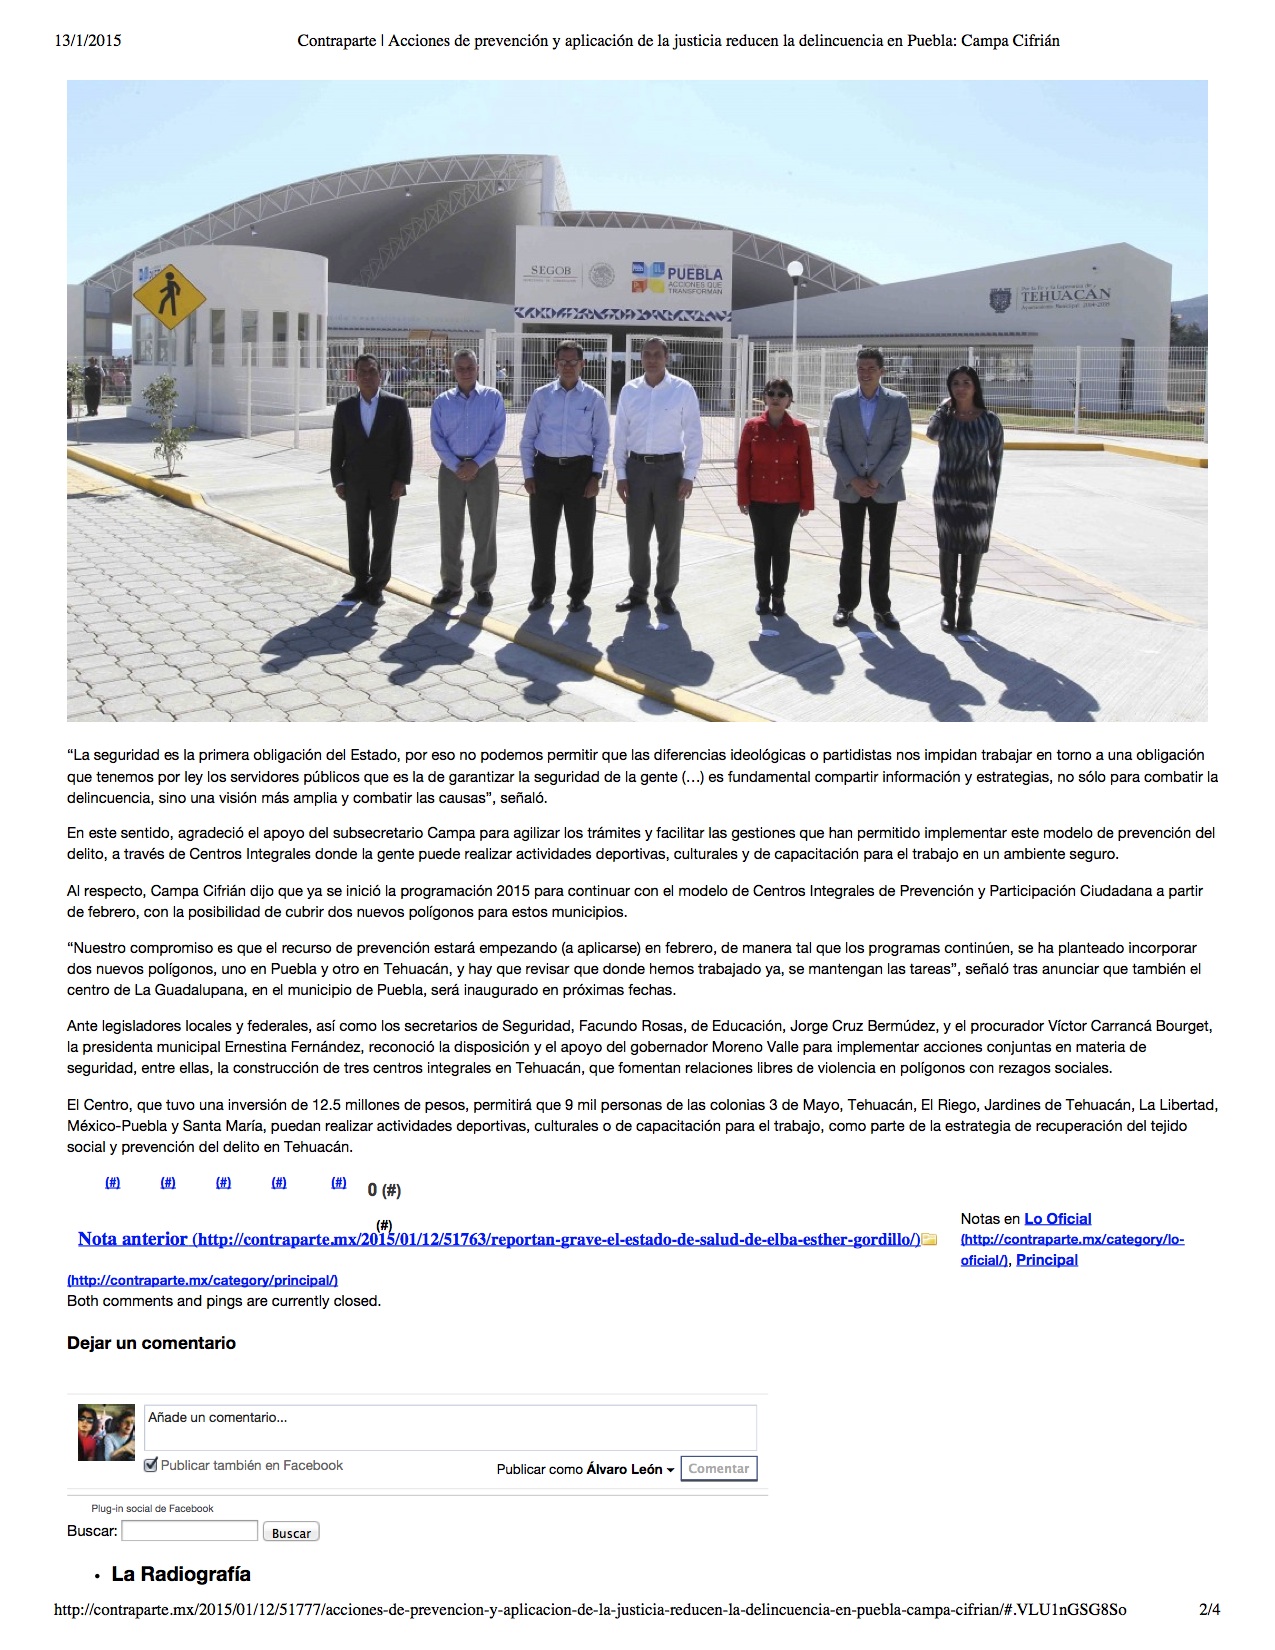 13/1/2015
Contraparte | Acciones de prevención y aplicación de la justicia reducen la delincuencia en Puebla: Campa Cifrián
SEGOB
PUEBLA
ACCIONES QUE
TRANSFORMAN
TEHUACÁN
“La seguridad es la primera obligación del Estado, por eso no podemos permitir que las diferencias ideológicas o partidistas nos impidan trabajar en torno a una obligación
que tenemos por ley los servidores públicos que es la de garantizar la seguridad de la gente (…) es fundamental compartir información y estrategias, no sólo para combatir la
delincuencia, sino una visión más amplia y combatir las causas”, señaló.
En este sentido, agradeció el apoyo del subsecretario Campa para agilizar los trámites y facilitar las gestiones que han permitido implementar este modelo de prevención del
delito, a través de Centros Integrales donde la gente puede realizar actividades deportivas, culturales y de capacitación para el trabajo en un ambiente seguro.
Al respecto, Campa Cifrián dijo que ya se inició la programación 2015 para continuar con el modelo de Centros Integrales de Prevención y Participación Ciudadana a partir
de febrero, con la posibilidad de cubrir dos nuevos polígonos para estos municipios.
“Nuestro compromiso es que el recurso de prevención estará empezando (a aplicarse) en febrero, de manera tal que los programas continúen, se ha planteado incorporar
dos nuevos polígonos, uno en Puebla y otro en Tehuacán, y hay que revisar que donde hemos trabajado ya, se mantengan las tareas”, señaló tras anunciar que también el
centro de La Guadalupana, en el municipio de Puebla, será inaugurado en próximas fechas.
Ante legisladores locales y federales, así como los secretarios de Seguridad, Facundo Rosas, de Educación, Jorge Cruz Bermúdez, y el procurador Víctor Carrancá Bourget,
la presidenta municipal Ernestina Fernández, reconoció la disposición y el apoyo del gobernador Moreno Valle para implementar acciones conjuntas en materia de
seguridad, entre ellas, la construcción de tres centros integrales en Tehuacán, que fomentan relaciones libres de violencia en polígonos con rezagos sociales.
El Centro, que tuvo una inversión de 12.5 millones de pesos, permitirá que 9 mil personas de las colonias 3 de Mayo, Tehuacán, El Riego, Jardines de Tehuacán, La Libertad,
México-Puebla y Santa María, puedan realizar actividades deportivas, culturales o de capacitación para el trabajo, como parte de la estrategia de recuperación del tejido
social y prevención del delito en Tehuacán.
(#) (#) (#) (#) (#) 0 (#)
(#)
Nota anterior (http://contraparte.mx/2015/01/12/51763/reportan-grave-el-estado-de-salud-de-elba-esther-gordillo/)
Notas en Lo Oficial
(http://contraparte.mx/category/lo-
oficial/), Principal
(http://contraparte.mx/category/principal/)
Both comments and pings are currently closed.
Dejar un comentario
Añade un comentario...
Publicar también en Facebook
Publicar como Álvaro León
Comentar
Plug-in social de Facebook
Buscar:
Buscar
• La Radiografía
http://contraparte.mx/2015/01/12/51777/acciones-de-prevencion-y-aplicacion-de-la-justicia-reducen-la-delincuencia-en-puebla-campa-cifrian/#.VLU1nGSG8So
2/4